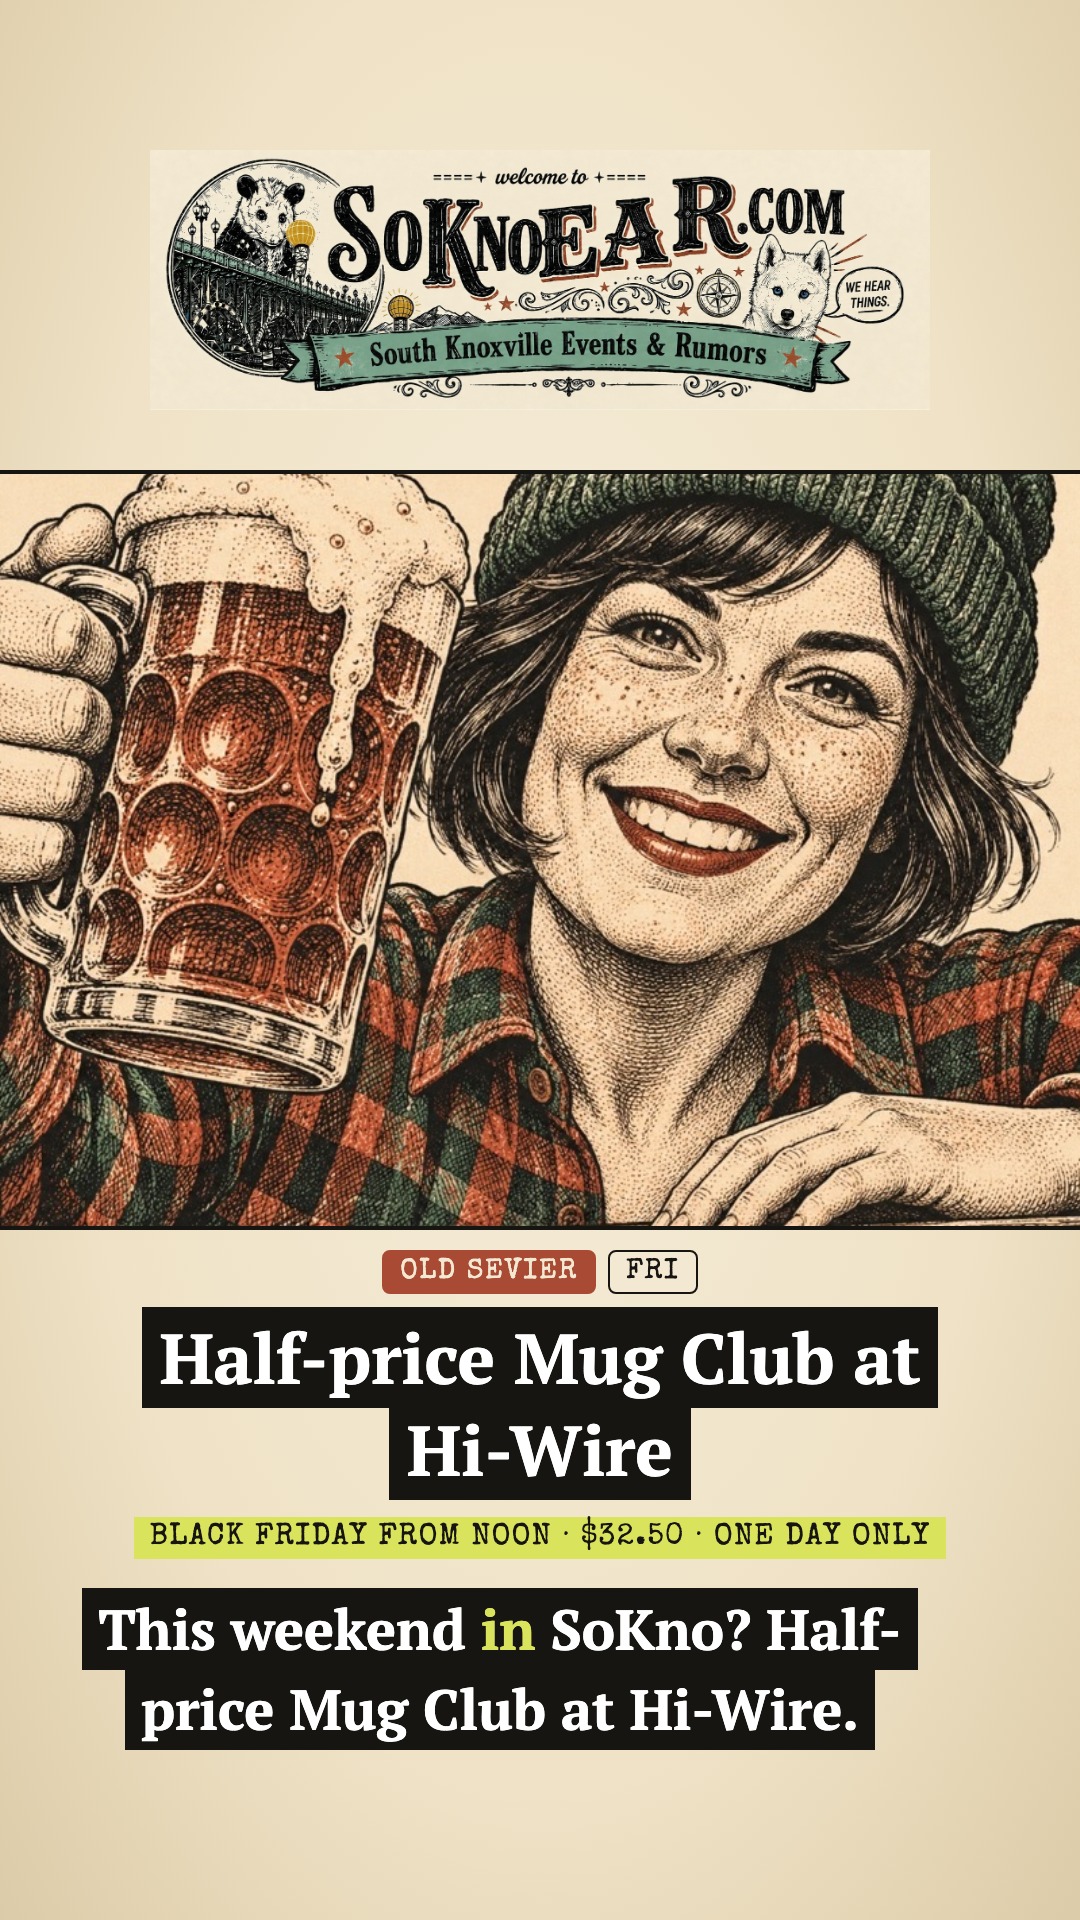 welcome to
SoKnoEAR.COM
WE HEAR
THINGS.
South Knoxville Events & Rumors
OLD SEVIER FRI
Half-price Mug Club at
Hi-Wire
BLACK FRIDAY FROM NOON · $32.50 · ONE DAY ONLY
This weekend in SoKno? Half-
price Mug Club at Hi-Wire.